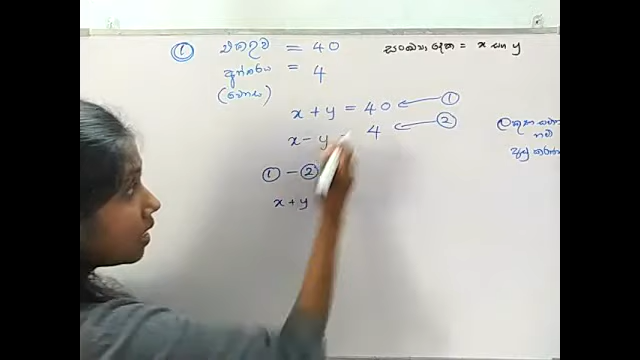 ① එකතුව = 40
අන්තරය = 4
(වෙනස)
සංඛ්‍යා දෙක = x සහ y
x + y = 40 ← ①
x - y 4 ← ②
① - ②
x + y